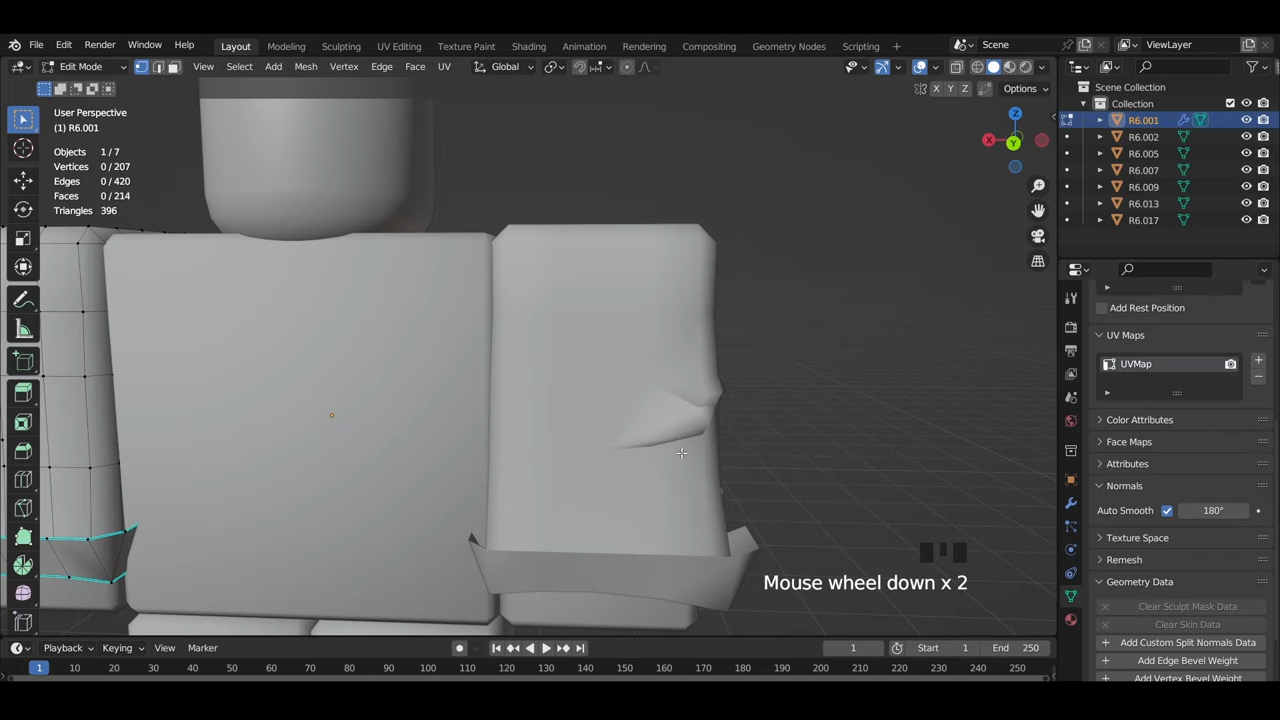 File Edit Render Window Help Layout Modeling Sculpting UV Editing Texture Paint Shading Animation Rendering Compositing Geometry Nodes Scripting + Scene ViewLayer
Edit Mode View Select Add Mesh Vertex Edge Face UV Global
X Y Z Options
User Perspective
(1) R6.001
Objects 1/7
Vertices 0/207
Edges 0/420
Faces 0/214
Triangles 396
Z
X
Y
Mouse wheel down x 2
Scene Collection
Collection
R6.001
R6.002
R6.005
R6.007
R6.009
R6.013
R6.017
Add Rest Position
UV Maps
UVMap
Color Attributes
Face Maps
Attributes
Normals
Auto Smooth 180°
Texture Space
Remesh
Geometry Data
Clear Sculpt Mask Data
Clear Skin Data
Add Custom Split Normals Data
Add Edge Bevel Weight
Add Vertex Bevel Weight
Playback Keying View Marker 1 Start 1 End 250
1 10 20 30 40 50 60 70 80 90 100 110 120 130 140 150 160 170 180 190 200 210 220 230 240 250